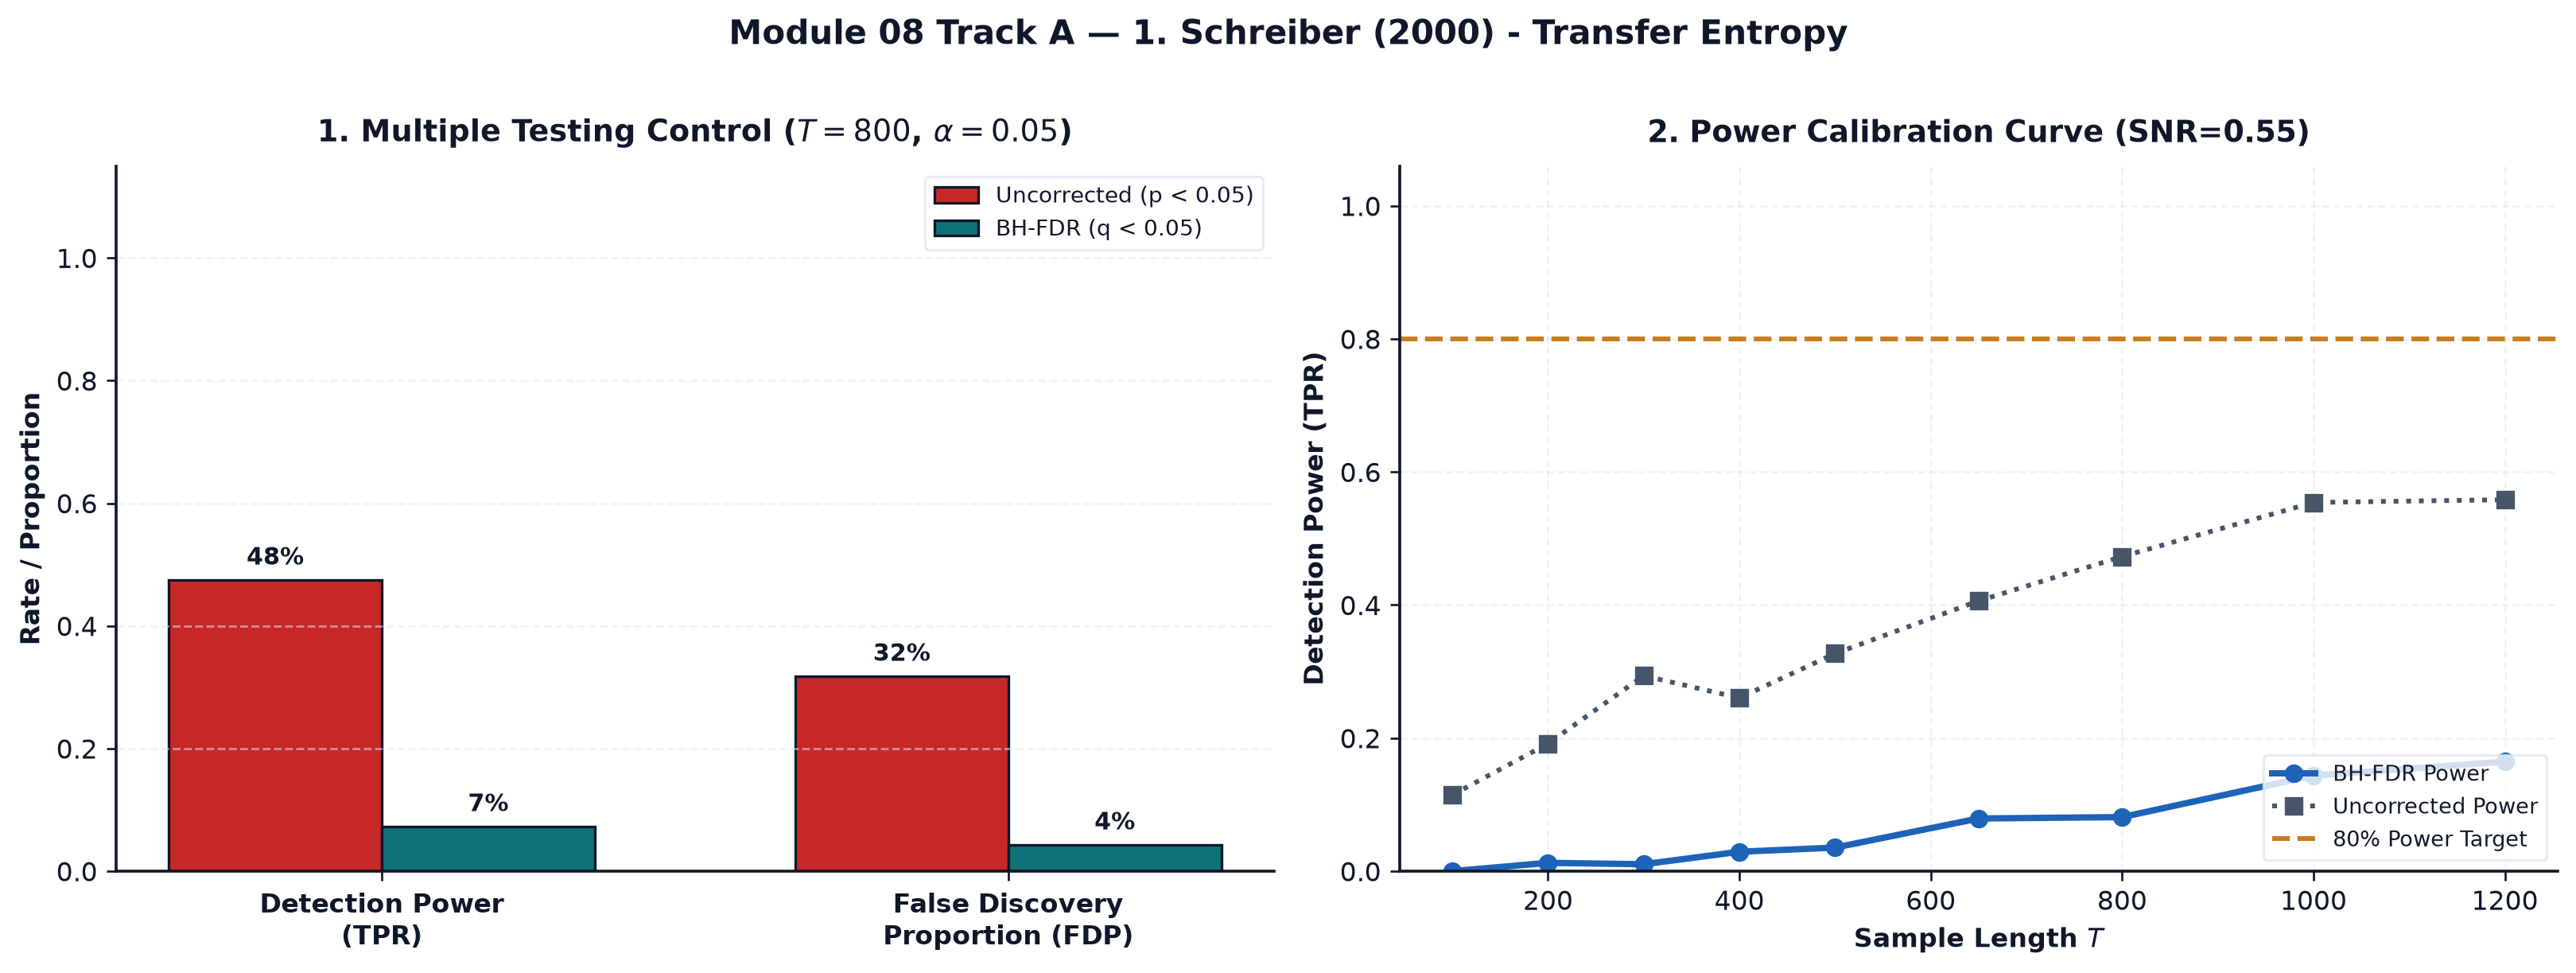 Module 08 Track A — 1. Schreiber (2000) - Transfer Entropy
1. Multiple Testing Control (T = 800, α = 0.05)
Uncorrected (p < 0.05)
BH-FDR (q < 0.05)
Rate / Proportion
1.0
0.8
0.6
0.4
0.2
0.0
48%
7%
32%
4%
Detection Power
(TPR)
False Discovery
Proportion (FDP)
2. Power Calibration Curve (SNR=0.55)
Detection Power (TPR)
1.0
0.8
0.6
0.4
0.2
0.0
BH-FDR Power
Uncorrected Power
80% Power Target
200
400
600
800
1000
1200
Sample Length T